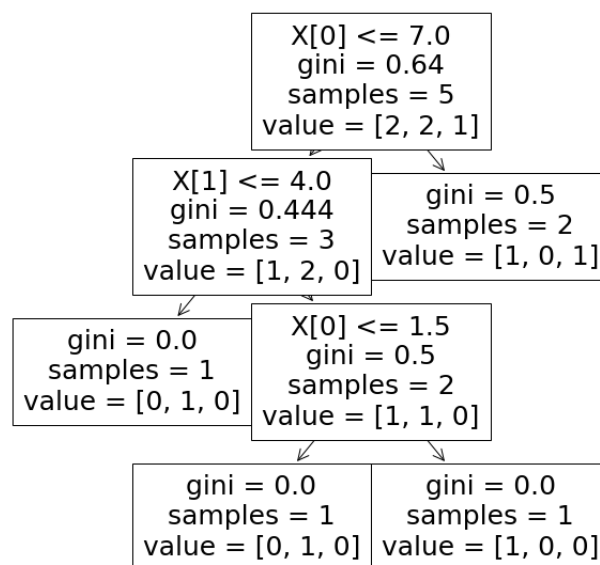 X[0] <= 7.0
gini = 0.64
samples = 5
value = [2, 2, 1]
X[1] <= 4.0
gini = 0.444
samples = 3
value = [1, 2, 0]
gini = 0.5
samples = 2
value = [1, 0, 1]
gini = 0.0
samples = 1
value = [0, 1, 0]
X[0] <= 1.5
gini = 0.5
samples = 2
value = [1, 1, 0]
gini = 0.0
samples = 1
value = [0, 1, 0]
gini = 0.0
samples = 1
value = [1, 0, 0]